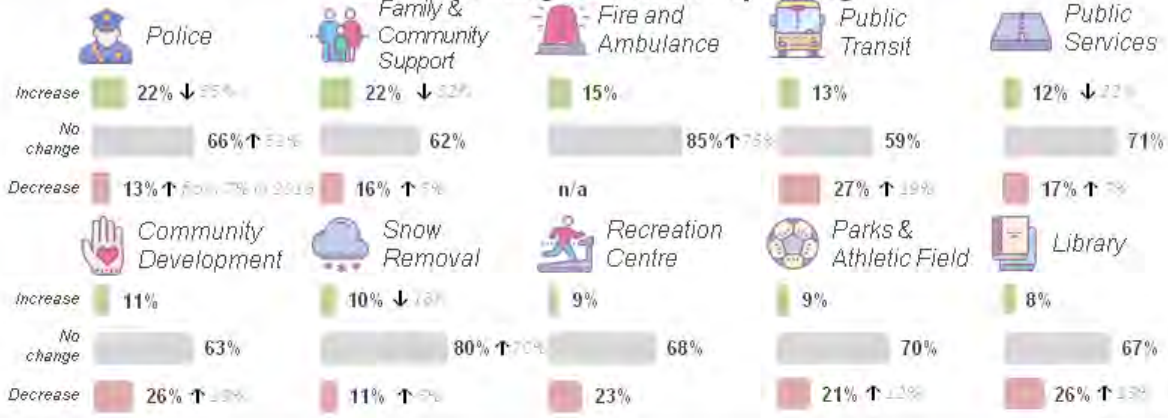 Police
Family &
Community
Support
Fire and
Ambulance
Public
Transit
Public
Services
Increase 22% ↓ 22% ↓ 15% 13% 12% ↓
No
change 66% ↑ 62% 85% ↑ 59% 71%
Decrease 13% ↑ 16% ↑ n/a 27% ↑ 19% 17% ↑
Community
Development
Snow
Removal
Recreation
Centre
Parks &
Athletic Field
Library
Increase 11% 10% ↓ 9% 9% 8%
No
change 63% 80% ↑ 68% 70% 67%
Decrease 26% ↑ 11% ↑ 23% 21% ↑ 26% ↑